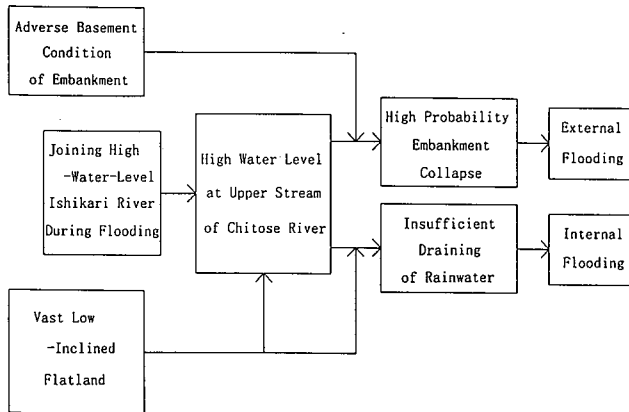 Adverse Basement
Condition
of Embankment
Joining High
-Water-Level
Ishikari River
During Flooding
Vast Low
-Inclined
Flatland
High Water Level
at Upper Stream
of Chitose River
High Probability
Embankment
Collapse
Insufficient
Draining
of Rainwater
External
Flooding
Internal
Flooding